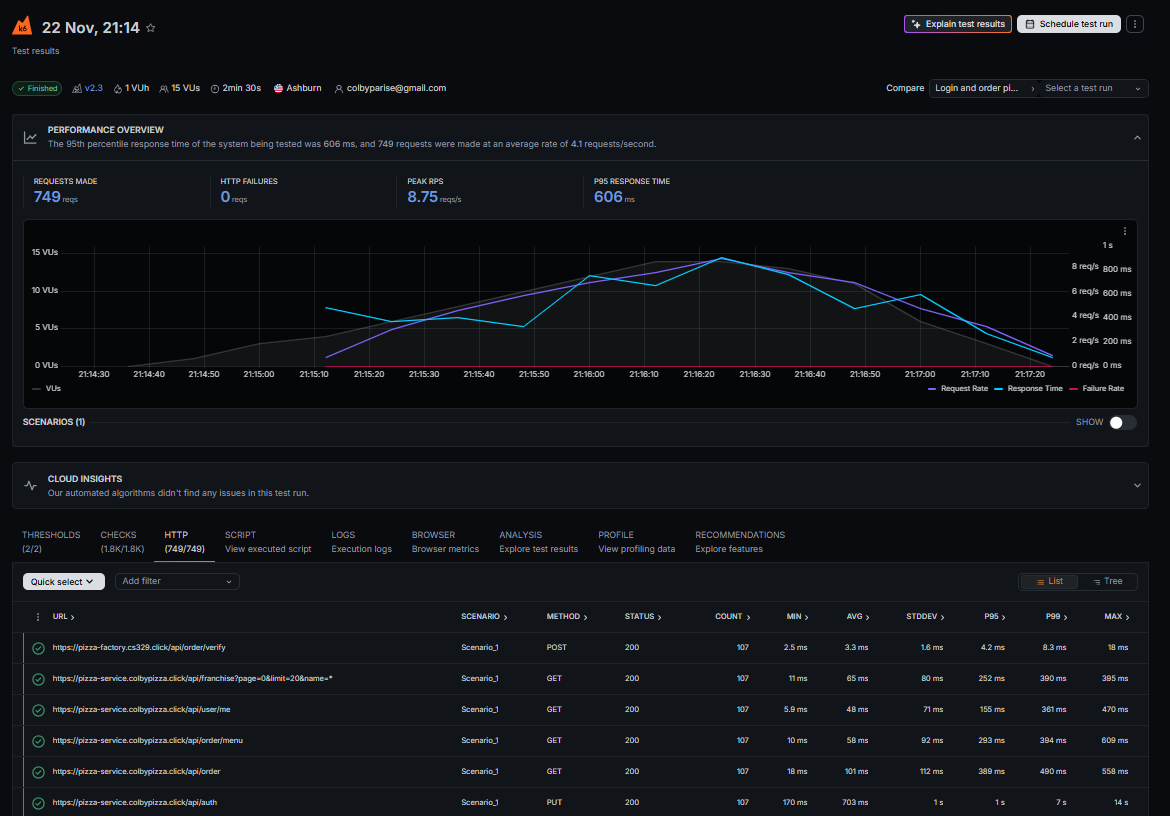 k6
22 Nov, 21:14
Explain test results
Schedule test run
Test results
Finished
v2.3
1 VUh
15 VUs
2min 30s
Ashburn
colbyparise@gmail.com
Compare
Login and order pi...
Select a test run
PERFORMANCE OVERVIEW
The 95th percentile response time of the system being tested was 606 ms, and 749 requests were made at an average rate of 4.1 requests/second.
REQUESTS MADE
749 reqs
HTTP FAILURES
0 reqs
PEAK RPS
8.75 reqs/s
P95 RESPONSE TIME
606 ms
15 VUs
10 VUs
5 VUs
0 VUs
1 s
8 req/s 800 ms
6 req/s 600 ms
4 req/s 400 ms
2 req/s 200 ms
0 req/s 0 ms
21:14:30 21:14:40 21:14:50 21:15:00 21:15:10 21:15:20 21:15:30 21:15:40 21:15:50 21:16:00 21:16:10 21:16:20 21:16:30 21:16:40 21:16:50 21:17:00 21:17:10 21:17:20
VUs
Request Rate Response Time Failure Rate
SCENARIOS (1)
SHOW
CLOUD INSIGHTS
Our automated algorithms didn't find any issues in this test run.
THRESHOLDS
(2/2)
CHECKS
(1.8K/1.8K)
HTTP
(749/749)
SCRIPT
View executed script
LOGS
Execution logs
BROWSER
Browser metrics
ANALYSIS
Explore test results
PROFILE
View profiling data
RECOMMENDATIONS
Explore features
Quick select
Add filter
List
Tree
URL SCENARIO METHOD STATUS COUNT MIN AVG STDDEV P95 P99 MAX
https://pizza-factory.cs329.click/api/order/verify Scenario_1 POST 200 107 2.5 ms 3.3 ms 1.6 ms 4.2 ms 8.3 ms 18 ms
https://pizza-service.colbypizza.click/api/franchise?page=0&limit=20&name=* Scenario_1 GET 200 107 11 ms 65 ms 80 ms 252 ms 390 ms 395 ms
https://pizza-service.colbypizza.click/api/user/me Scenario_1 GET 200 107 5.9 ms 48 ms 71 ms 155 ms 361 ms 470 ms
https://pizza-service.colbypizza.click/api/order/menu Scenario_1 GET 200 107 10 ms 58 ms 92 ms 293 ms 394 ms 609 ms
https://pizza-service.colbypizza.click/api/order Scenario_1 GET 200 107 18 ms 101 ms 112 ms 389 ms 490 ms 558 ms
https://pizza-service.colbypizza.click/api/auth Scenario_1 PUT 200 107 170 ms 703 ms 1 s 1 s 7 s 14 s